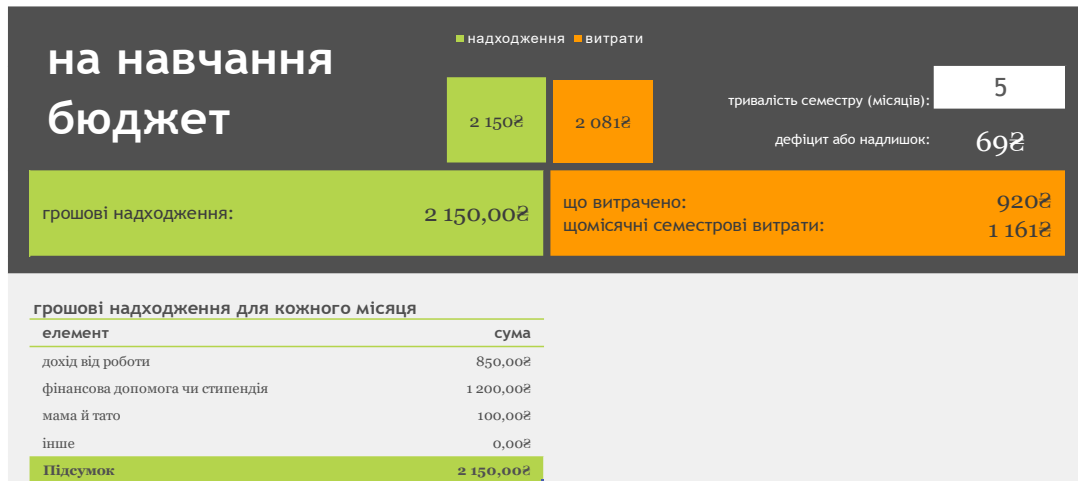 на навчання
бюджет
надходження витрати
2 150₴
2 081₴
тривалість семестру (місяців):
5
дефіцит або надлишок:
69₴
грошові надходження:
2 150,00₴
що витрачено:
920₴
щомісячні семестрові витрати:
1 161₴
грошові надходження для кожного місяця
елемент сума
дохід від роботи 850,00₴
фінансова допомога чи стипендія 1 200,00₴
мама й тато 100,00₴
інше 0,00₴
Підсумок 2 150,00₴